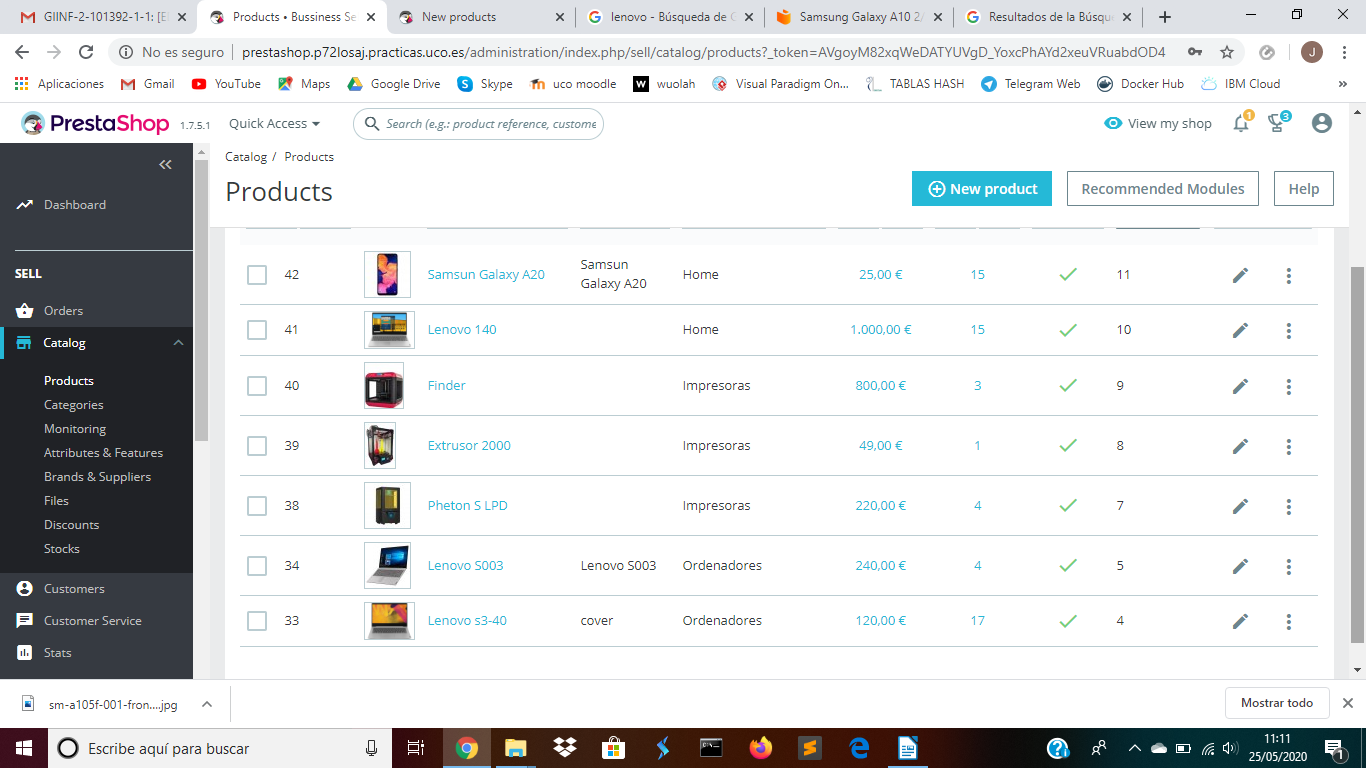 GIINF-2-101392-1-1: [E
Products • Bussiness Se
New products
lenovo - Búsqueda de G
Samsung Galaxy A10 2/
Resultados de la Búsqu
No es seguro
prestashop.p72losaj.practicas.uco.es/administration/index.php/sell/catalog/products?_token=AVgoyM82xqWeDATYUVgD_YoxcPhAYd2xeuVRuabdOD4
J
Aplicaciones
Gmail
YouTube
Maps
Google Drive
Skype
uco moodle
w wuolah
Visual Paradigm On...
TABLAS HASH
Telegram Web
Docker Hub
IBM Cloud
»
PrestaShop 1.7.5.1
Quick Access
Search (e.g.: product reference, custome
View my shop
1
3
Catalog / Products
Products
New product
Recommended Modules
Help
Dashboard
SELL
Orders
Catalog
Products
Categories
Monitoring
Attributes & Features
Brands & Suppliers
Files
Discounts
Stocks
Customers
Customer Service
Stats
42 Samsun Galaxy A20 Samsun Galaxy A20 Home 25,00 € 15 11
41 Lenovo 140 Home 1.000,00 € 15 10
40 Finder Impresoras 800,00 € 3 9
39 Extrusor 2000 Impresoras 49,00 € 1 8
38 Pheton S LPD Impresoras 220,00 € 4 7
34 Lenovo S003 Lenovo S003 Ordenadores 240,00 € 4 5
33 Lenovo s3-40 cover Ordenadores 120,00 € 17 4
sm-a105f-001-fron....jpg
Mostrar todo
Escribe aquí para buscar
11:11
25/05/2020
1